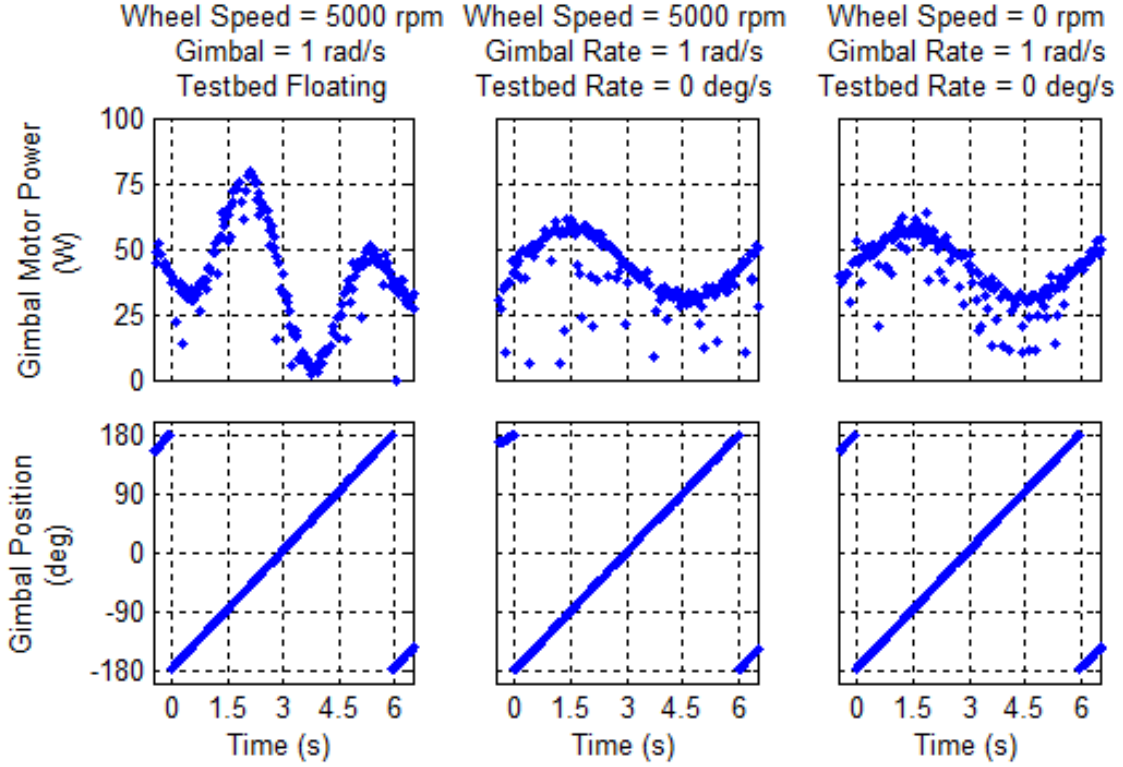 Wheel Speed = 5000 rpm
Gimbal = 1 rad/s
Testbed Floating
Wheel Speed = 5000 rpm
Gimbal Rate = 1 rad/s
Testbed Rate = 0 deg/s
Wheel Speed = 0 rpm
Gimbal Rate = 1 rad/s
Testbed Rate = 0 deg/s
Gimbal Motor Power
(W)
100
75
50
25
0
Gimbal Position
(deg)
180
90
0
-90
-180
0 1.5 3 4.5 6
Time (s)
0 1.5 3 4.5 6
Time (s)
0 1.5 3 4.5 6
Time (s)